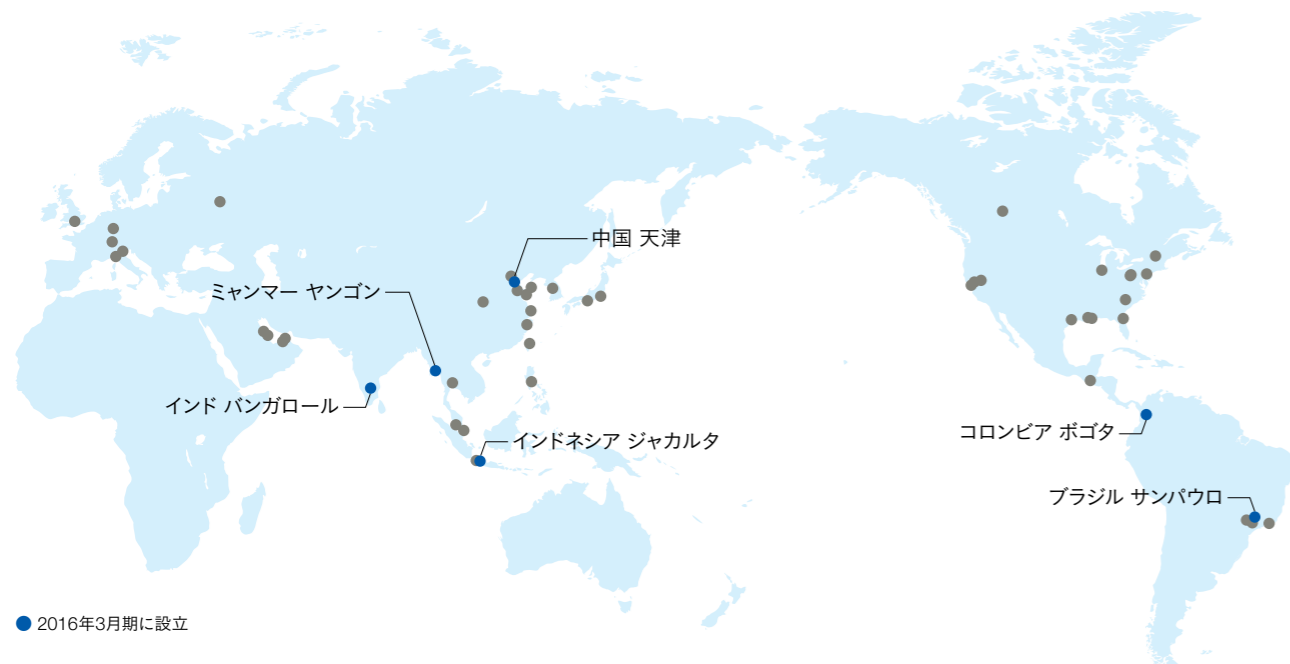 中国 天津
ミャンマー ヤンゴン
インド バンガロール
インドネシア ジャカルタ
コロンビア ボゴタ
ブラジル サンパウロ
2016年3月期に設立